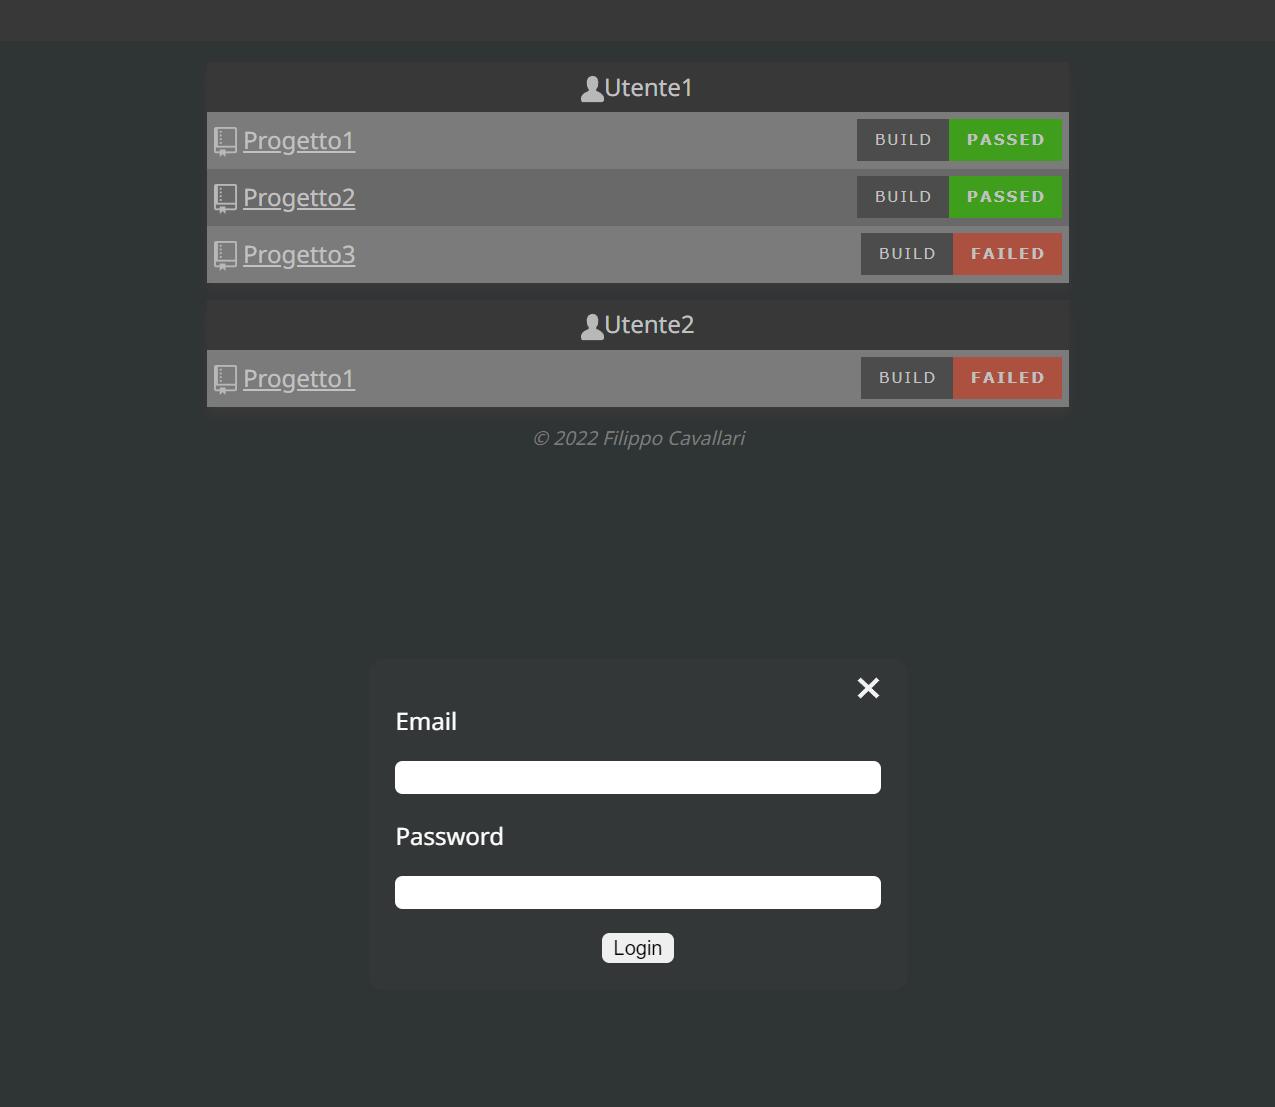 Utente1
Progetto1 BUILD PASSED
Progetto2 BUILD PASSED
Progetto3 BUILD FAILED
Utente2
Progetto1 BUILD FAILED
© 2022 Filippo Cavallari
Email
Password
Login